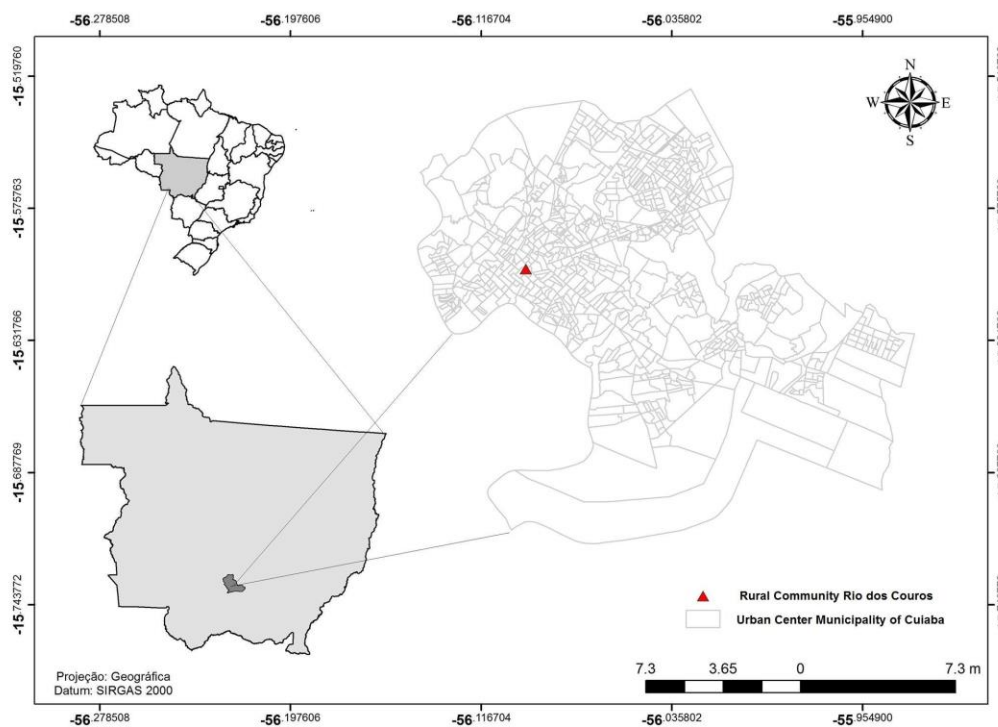 -56.278508 -56.197606 -56.116704 -56.035802 -55.954900
-15.519760
N
W E
S
-15.575763
-15.631766
-15.687769
-15.743772
Rural Community Rio dos Couros
Urban Center Municipality of Cuiaba
Projeção: Geográfica
Datum: SIRGAS 2000
7.3 3.65 0 7.3 m
-56.278508 -56.197606 -56.116704 -56.035802 -55.954900